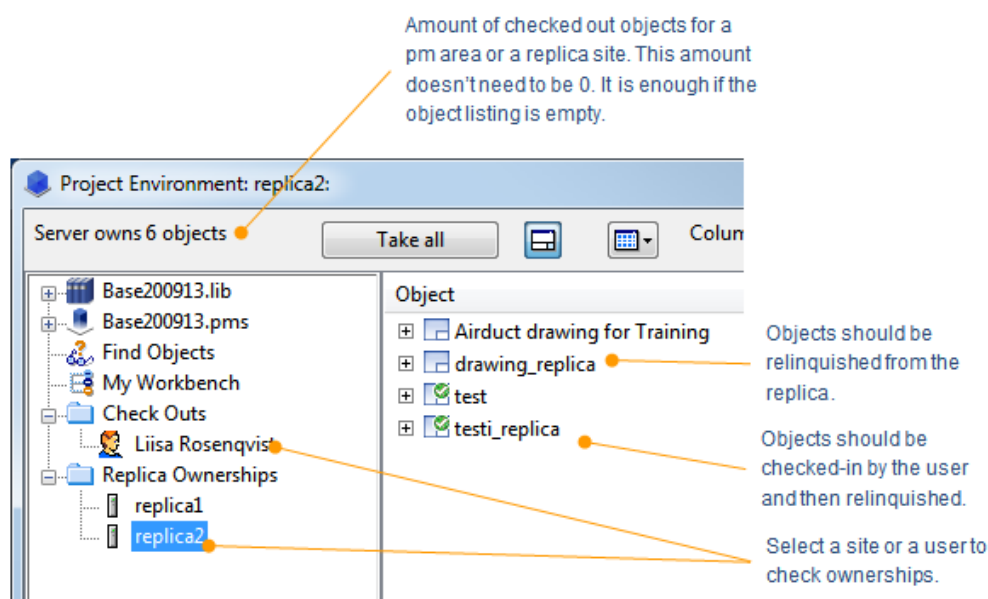 Amount of checked out objects for a
pm area or a replica site. This amount
doesn't need to be 0. It is enough if the
object listing is empty.
Project Environment: replica2:
Server owns 6 objects
Take all
Colum
Base200913.lib
Base200913.pms
Find Objects
My Workbench
Check Outs
Liisa Rosenqvist
Replica Ownerships
replica1
replica2
Object
Airduct drawing for Training
drawing_replica
test
testi_replica
Objects should be
relinquished from the
replica.
Objects should be
checked-in by the user
and then relinquished.
Select a site or a user to
check ownerships.